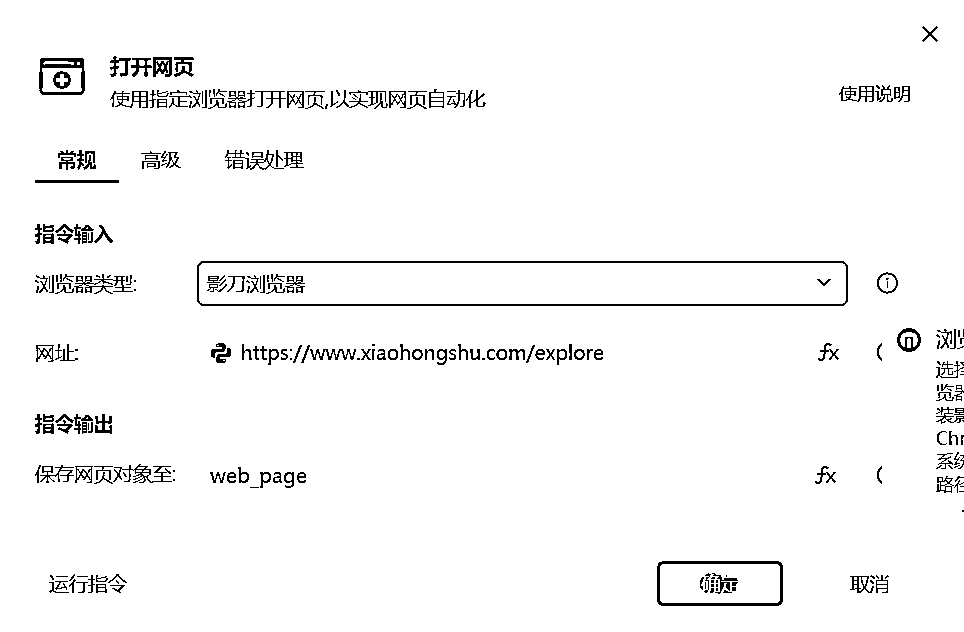 打开网页
使用指定浏览器打开网页,以实现网页自动化
使用说明
常规 高级 错误处理
指令输入
浏览器类型: 影刀浏览器
网址: https://www.xiaohongshu.com/explore fx
浏
选择
览器
装影
Chr
系统
路径
指令输出
保存网页对象至: web_page fx
运行指令 确定 取消